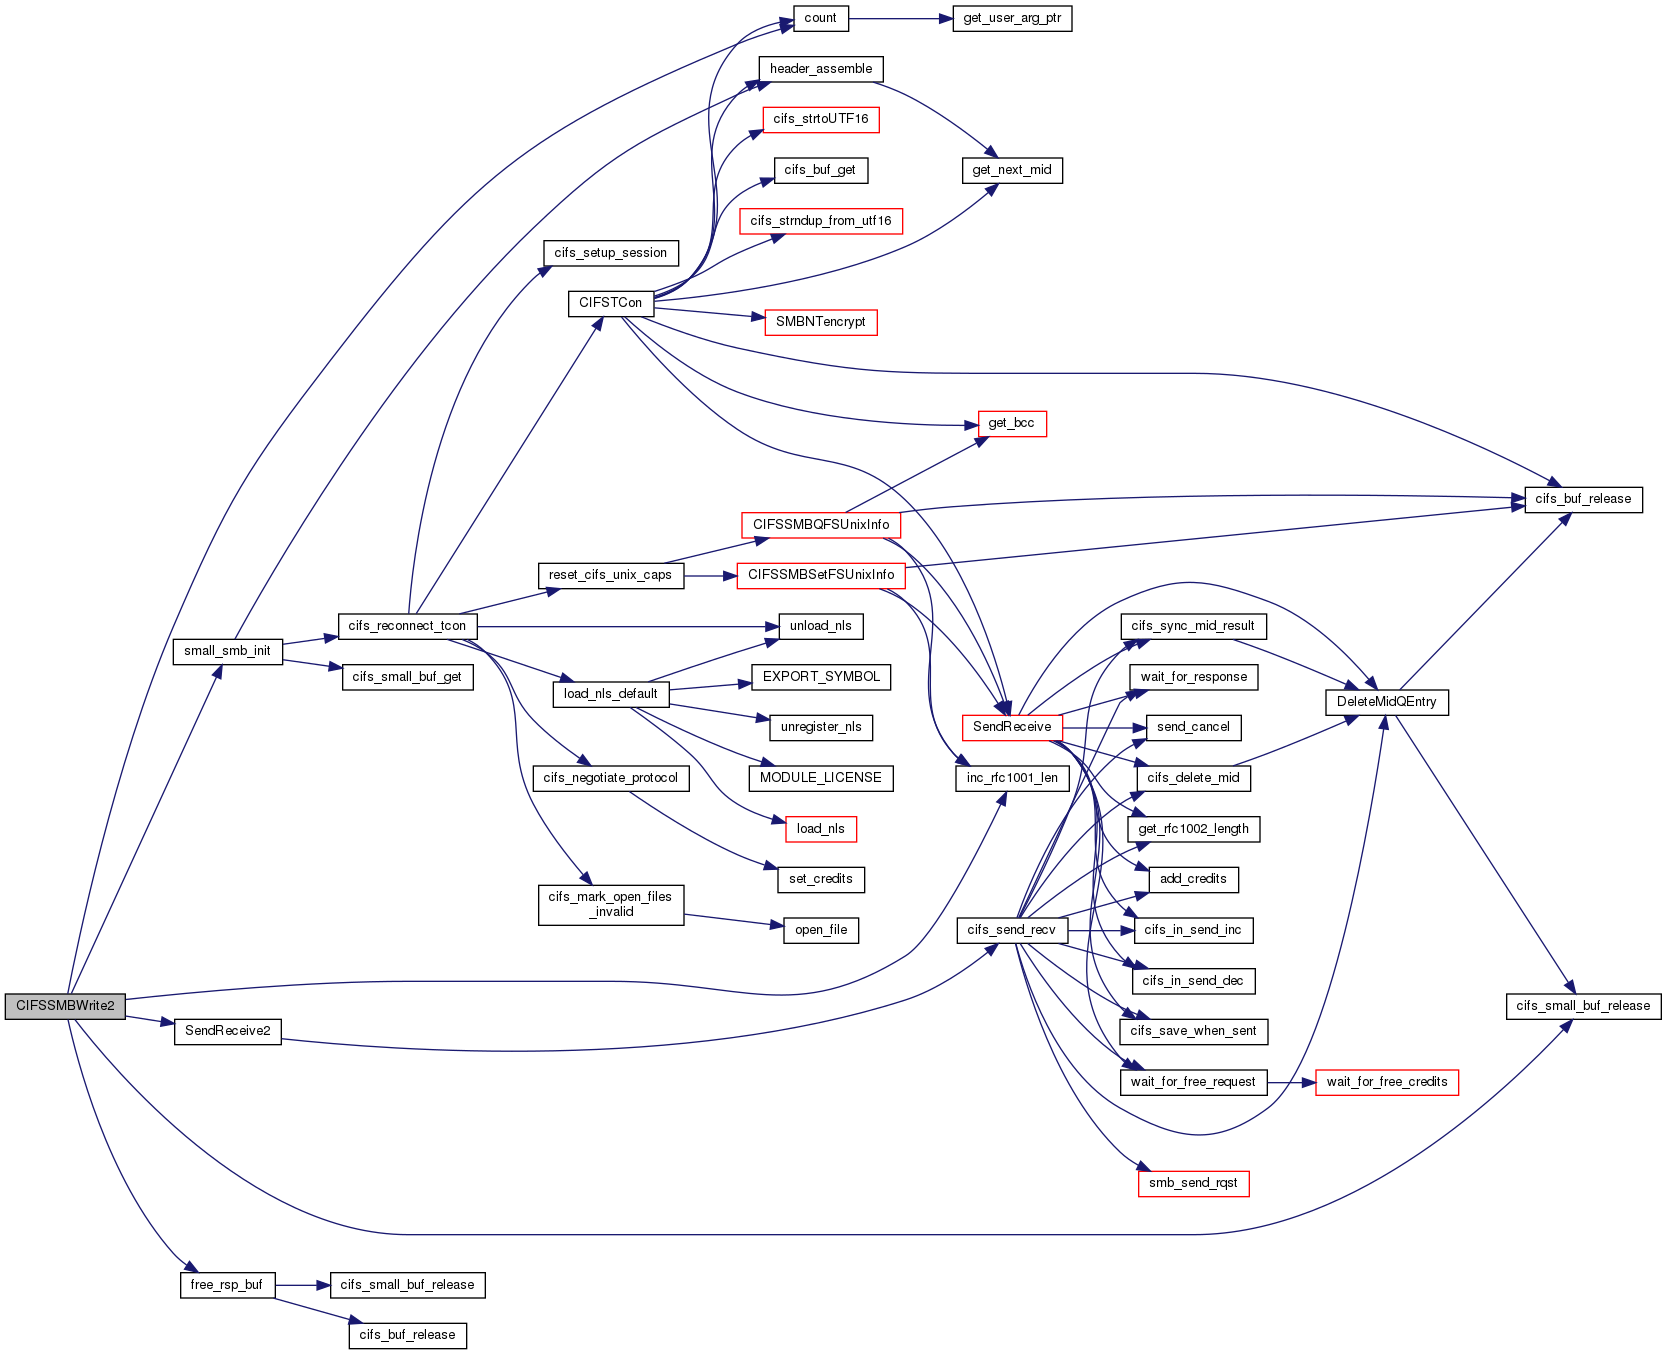 count
get_user_arg_ptr
header_assemble
cifs_strtoUTF16
cifs_buf_get
get_next_mid
cifs_strndup_from_utf16
cifs_setup_session
CIFSTCon
SMBNTencrypt
get_bcc
cifs_buf_release
CIFSSMBQFSUnixInfo
reset_cifs_unix_caps
CIFSSMBSetFSUnixInfo
cifs_reconnect_tcon
unload_nls
cifs_sync_mid_result
small_smb_init
cifs_small_buf_get
load_nls_default
EXPORT_SYMBOL
wait_for_response
DeleteMidQEntry
unregister_nls
SendReceive
send_cancel
cifs_negotiate_protocol
MODULE_LICENSE
inc_rfc1001_len
cifs_delete_mid
load_nls
get_rfc1002_length
set_credits
add_credits
cifs_mark_open_files
_invalid
open_file
cifs_send_recv
cifs_in_send_inc
cifs_in_send_dec
CIFSSMBWrite2
cifs_small_buf_release
SendReceive2
cifs_save_when_sent
wait_for_free_request
wait_for_free_credits
smb_send_rqst
free_rsp_buf
cifs_small_buf_release
cifs_buf_release